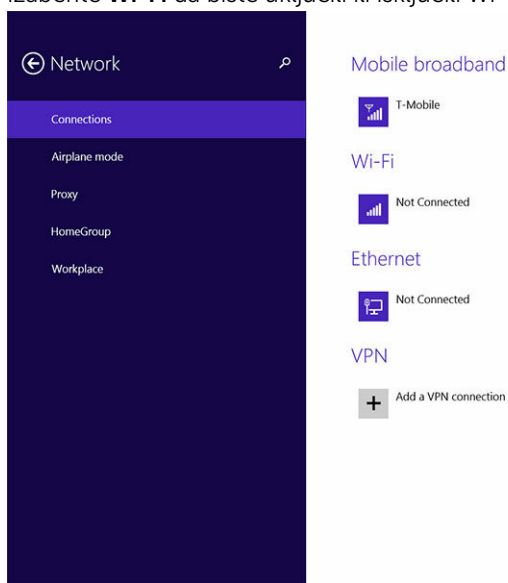 Network
Connections
Airplane mode
Proxy
HomeGroup
Workplace
Mobile broadband
T-Mobile
Wi-Fi
Not Connected
Ethernet
Not Connected
VPN
Add a VPN connection